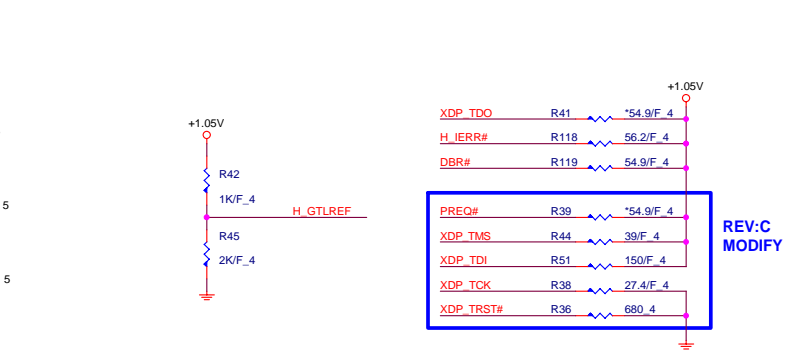 +1.05V
XDP_TDO R41 *54.9/F_4
H_IERR# R118 56.2/F_4
DBR# R119 54.9/F_4
+1.05V
R42
1K/F_4
5
H_GTLREF
R45
2K/F_4
5
PREQ# R39 *54.9/F_4
XDP_TMS R44 39/F_4
XDP_TDI R51 150/F_4
XDP_TCK R38 27.4/F_4
XDP_TRST# R36 680_4
REV:C
MODIFY